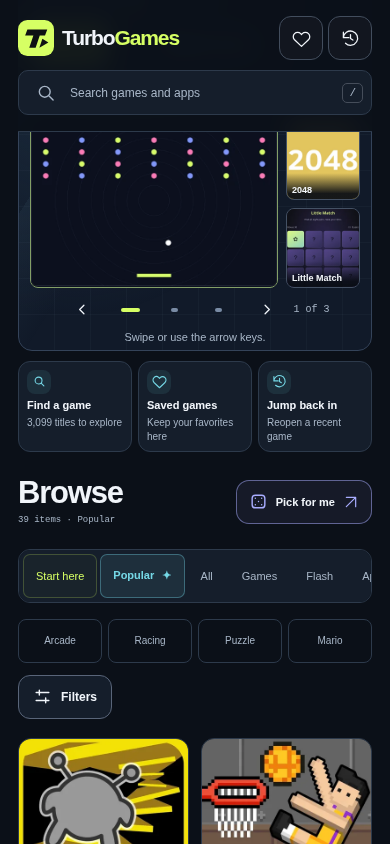 TurboGames
Search games and apps
/
2048
2048
Little Match
Little Match
1 of 3
Swipe or use the arrow keys.
Find a game
3,099 titles to explore
Saved games
Keep your favorites
here
Jump back in
Reopen a recent
game
Browse
39 items · Popular
Pick for me
Start here
Popular
All
Games
Flash
Ap
Arcade
Racing
Puzzle
Mario
Filters